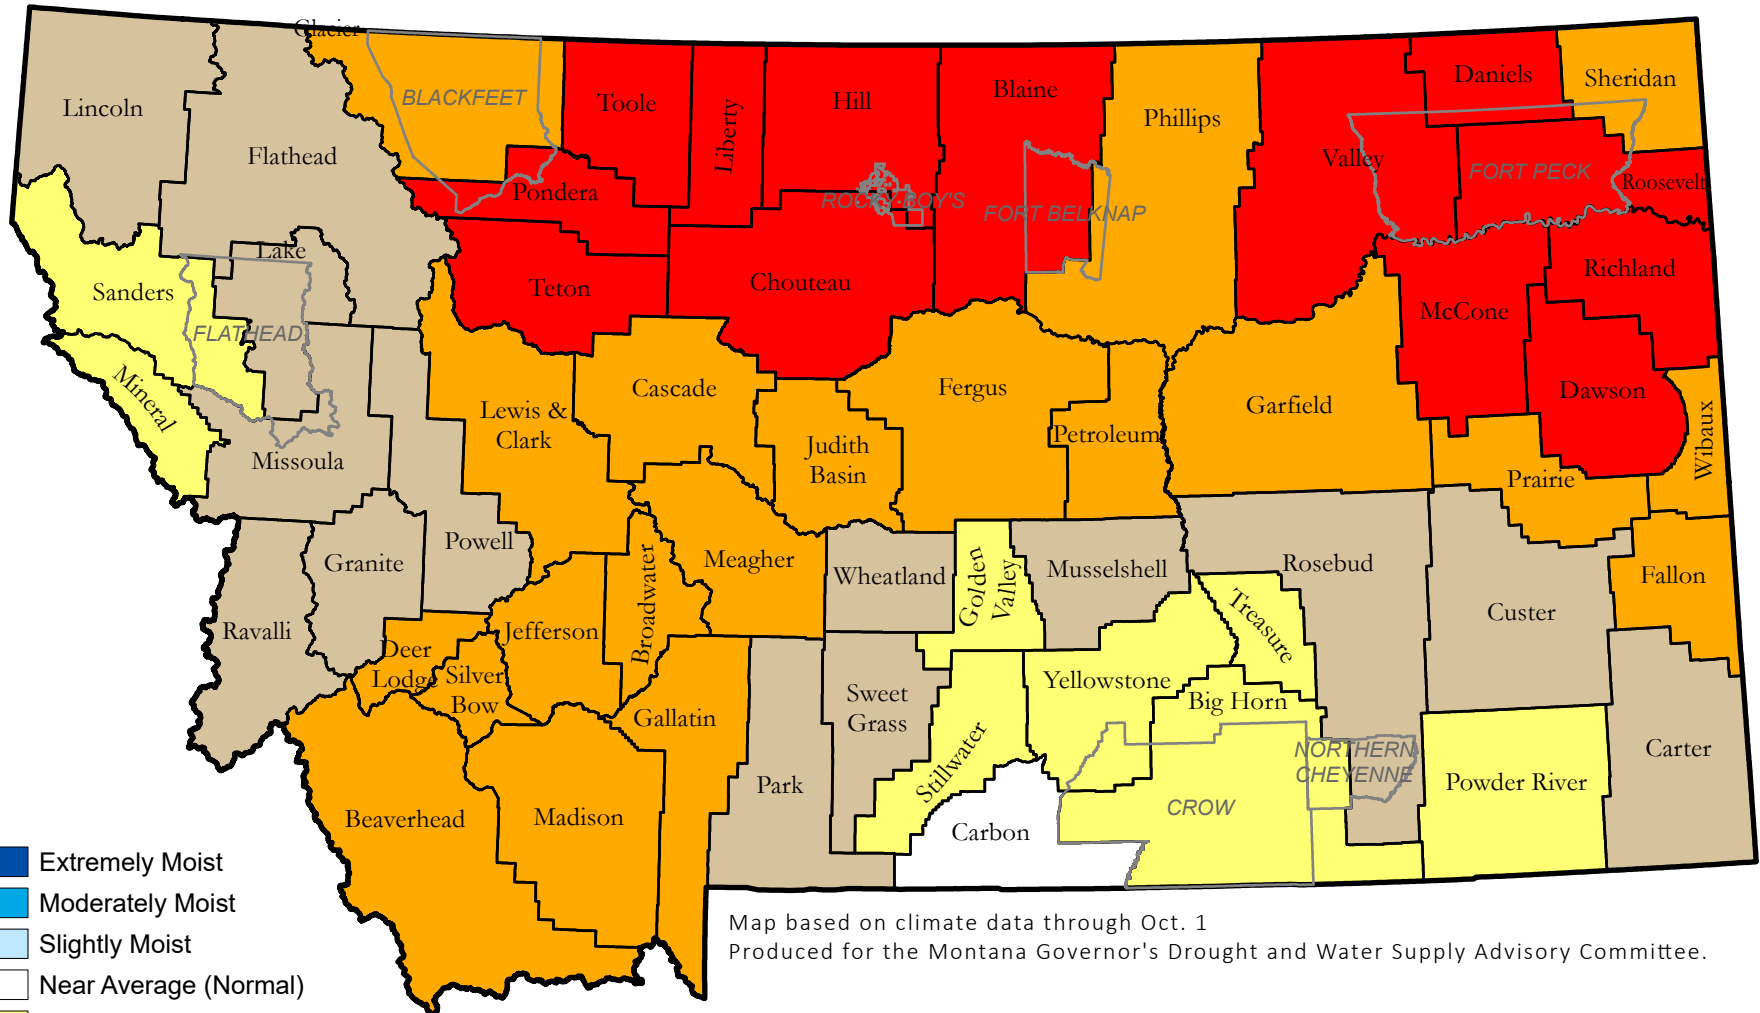 Glacier
Lincoln
Flathead
BLACKFEET
Toole
Liberty
Hill
Blaine
Phillips
Valley
Daniels
Sheridan
FORT PECK
Roosevelt
Pondera
ROCKY BOY'S
FORT BELKNAP
Lake
Sanders
FLATHEAD
Teton
Chouteau
McCone
Richland
Mineral
Missoula
Lewis &
Clark
Cascade
Judith
Basin
Fergus
Petroleum
Garfield
Dawson
Prairie
Wibaux
Powell
Granite
Ravalli
Deer
Lodge
Silver
Bow
Jefferson
Broadwater
Meagher
Wheatland
Golden
Valley
Musselshell
Rosebud
Treasure
Custer
Fallon
Gallatin
Sweet
Grass
Yellowstone
Big Horn
Stillwater
Park
Carbon
CROW
NORTHERN
CHEYENNE
Powder River
Carter
Beaverhead
Madison
Extremely Moist
Moderately Moist
Slightly Moist
Near Average (Normal)
Map based on climate data through Oct. 1
Produced for the Montana Governor's Drought and Water Supply Advisory Committee.